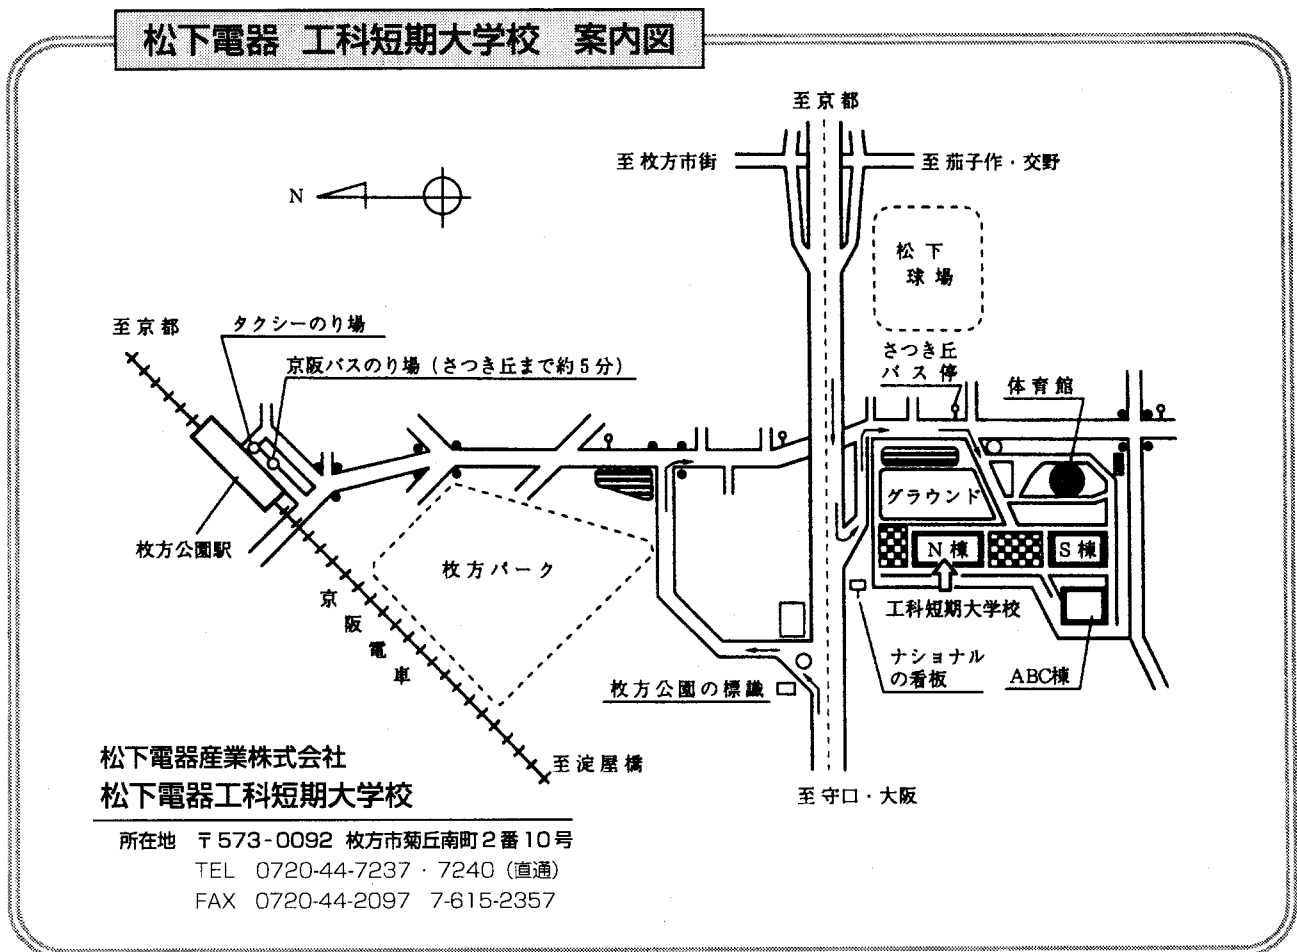 松下電器 工科短期大学校 案内図
至京都
至枚方市街
至茄子作・交野
N
松下
球場
至京都
タクシーのり場
京阪バスのり場（さつき丘まで約5分）
さつき丘
バス停
体育館
グラウンド
枚方公園駅
枚方パーク
N棟
S棟
京阪電車
工科短期大学校
ナショナル
の看板
ABC棟
枚方公園の標識
至淀屋橋
至守口・大阪
松下電器産業株式会社
松下電器工科短期大学校
所在地 〒573-0092 枚方市菊丘南町2番10号
TEL 0720-44-7237・7240（直通）
FAX 0720-44-2097 7-615-2357